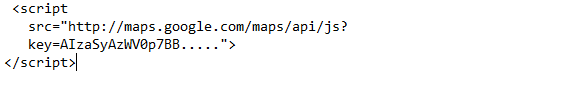 <script
src="http://maps.google.com/maps/api/js?
key=AIzaSyAzWV0p7BB.....">
</script>